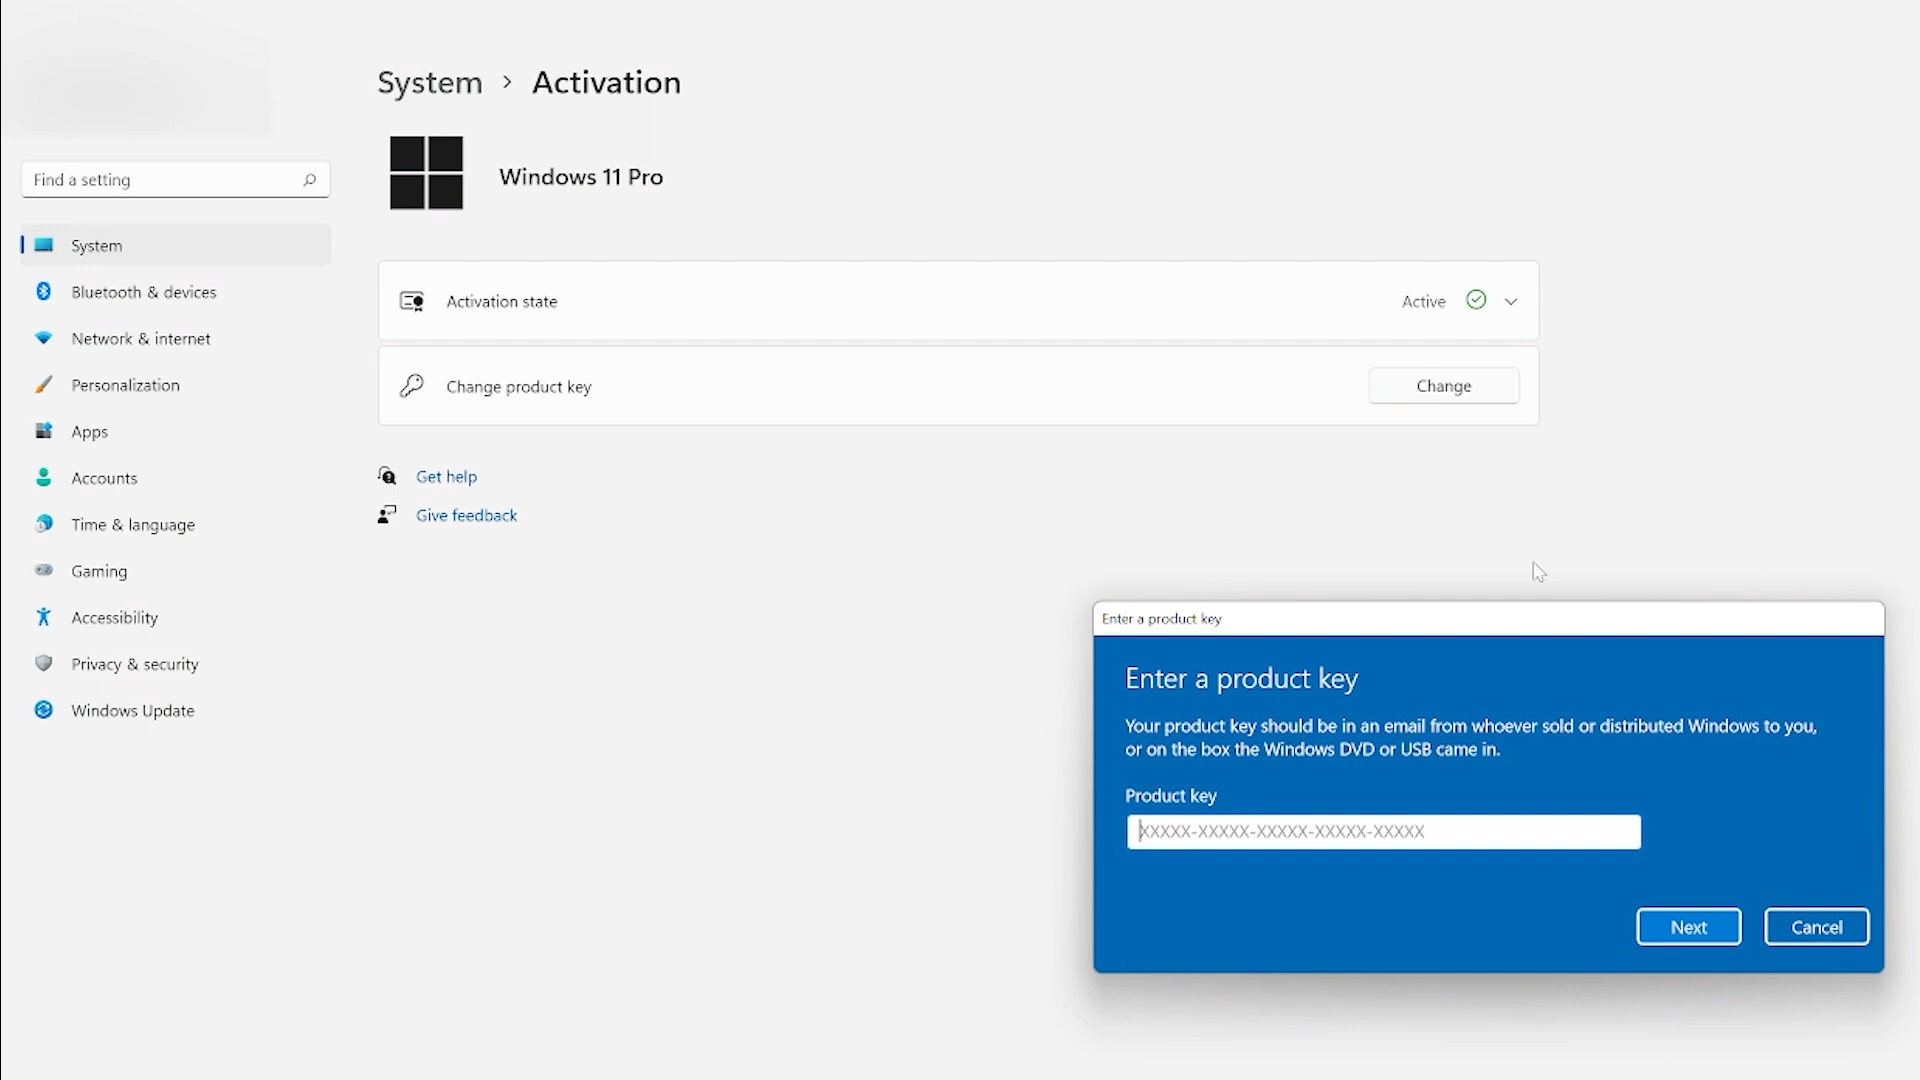 System > Activation
Windows 11 Pro
Find a setting
System
Bluetooth & devices
Network & internet
Personalization
Apps
Accounts
Time & language
Gaming
Accessibility
Privacy & security
Windows Update
Activation state
Active
Change product key
Change
Get help
Give feedback
Enter a product key
Enter a product key
Your product key should be in an email from whoever sold or distributed Windows to you,
or on the box the Windows DVD or USB came in.
Product key
XXXXX-XXXXX-XXXXX-XXXXX-XXXXX
Next
Cancel